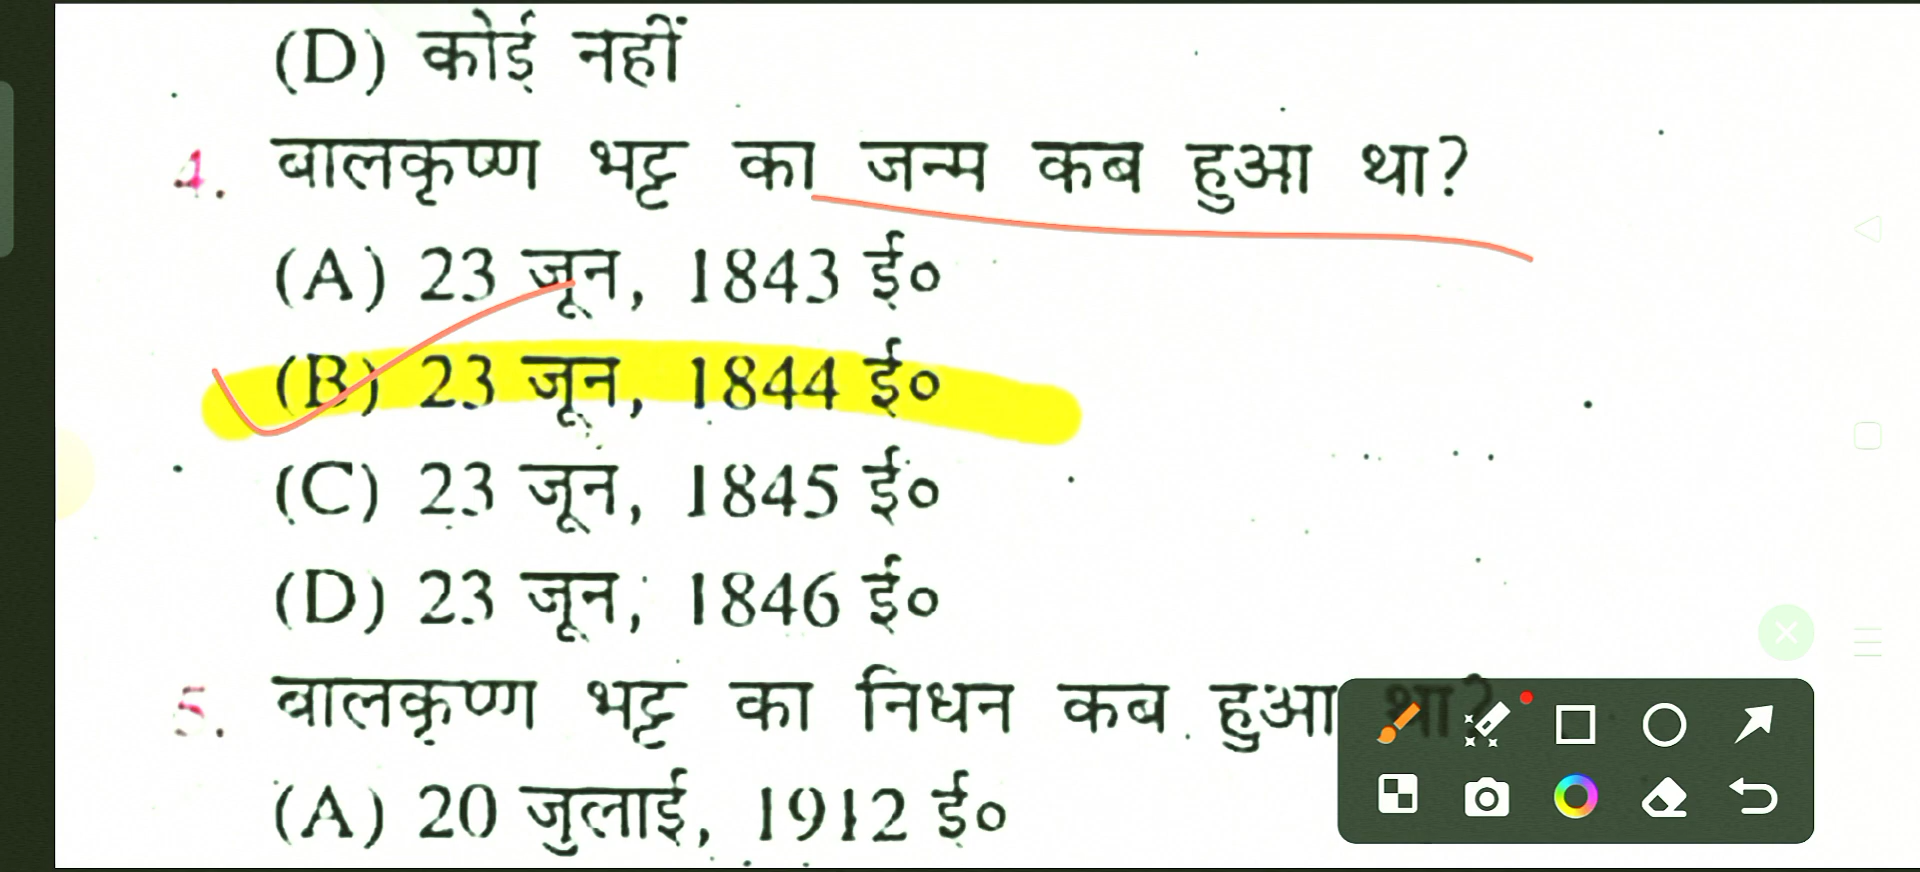 (D) कोई नहीं
4. बालकृष्ण भट्ट का जन्म कब हुआ था?
(A) 23 जून, 1843 ई०
(B) 23 जून, 1844 ई०
(C) 23 जून, 1845 ई०
(D) 23 जून, 1846 ई०
5. बालकृष्ण भट्ट का निधन कब हुआ था?
(A) 20 जुलाई, 1912 ई०